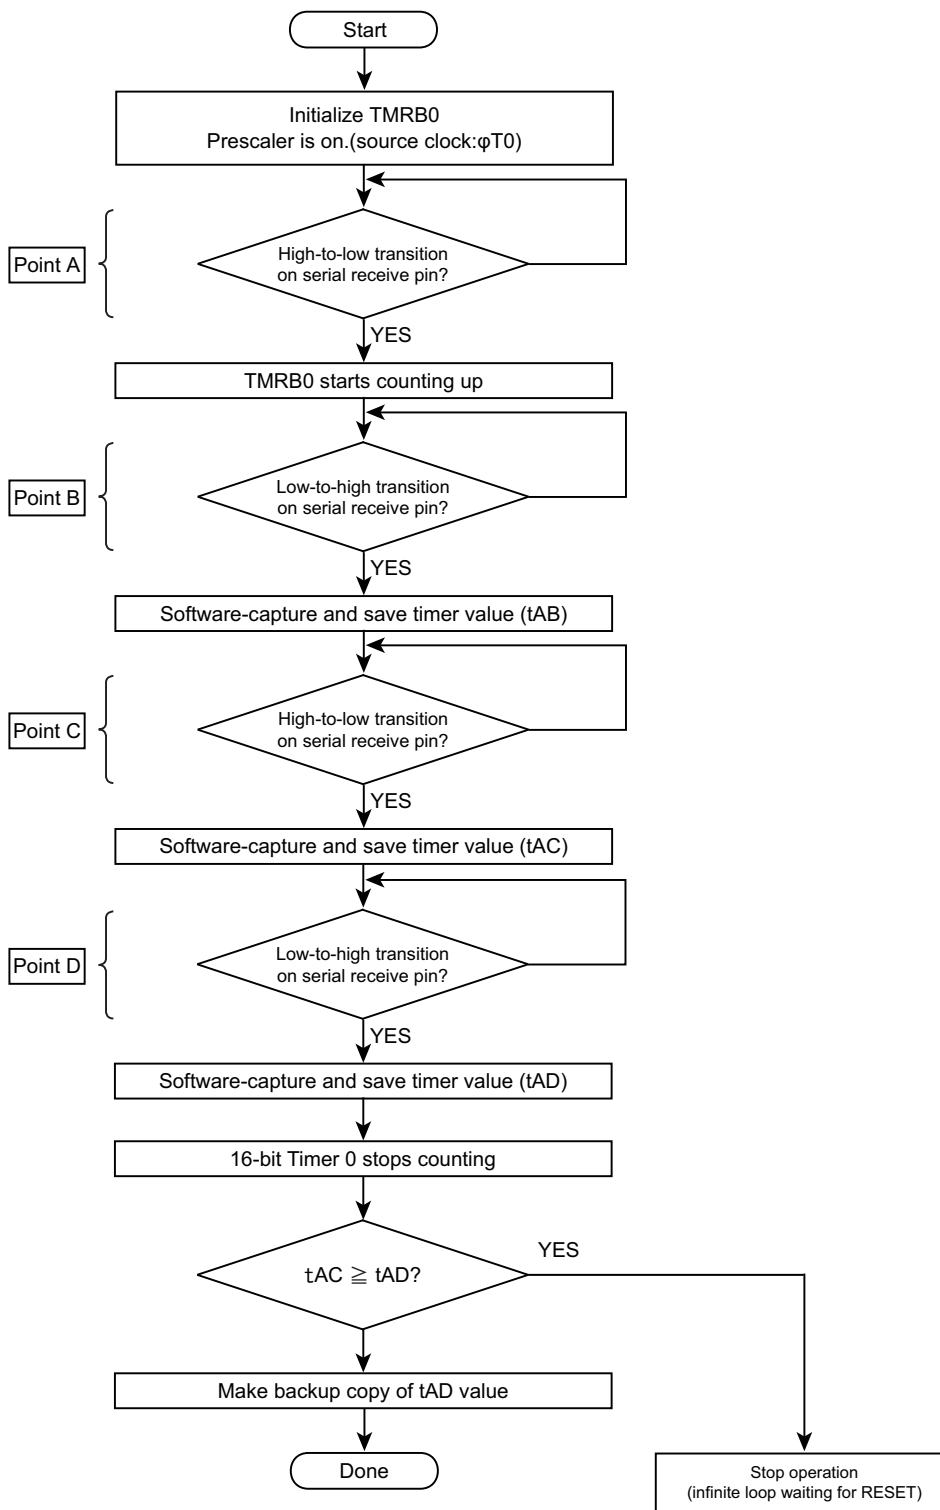 Start
Initialize TMRB0
Prescaler is on.(source clock:φT0)
Point A
High-to-low transition
on serial receive pin?
YES
TMRB0 starts counting up
Point B
Low-to-high transition
on serial receive pin?
YES
Software-capture and save timer value (tAB)
Point C
High-to-low transition
on serial receive pin?
YES
Software-capture and save timer value (tAC)
Point D
Low-to-high transition
on serial receive pin?
YES
Software-capture and save timer value (tAD)
16-bit Timer 0 stops counting
YES
tAC ≧ tAD?
Make backup copy of tAD value
Done
Stop operation
(infinite loop waiting for RESET)